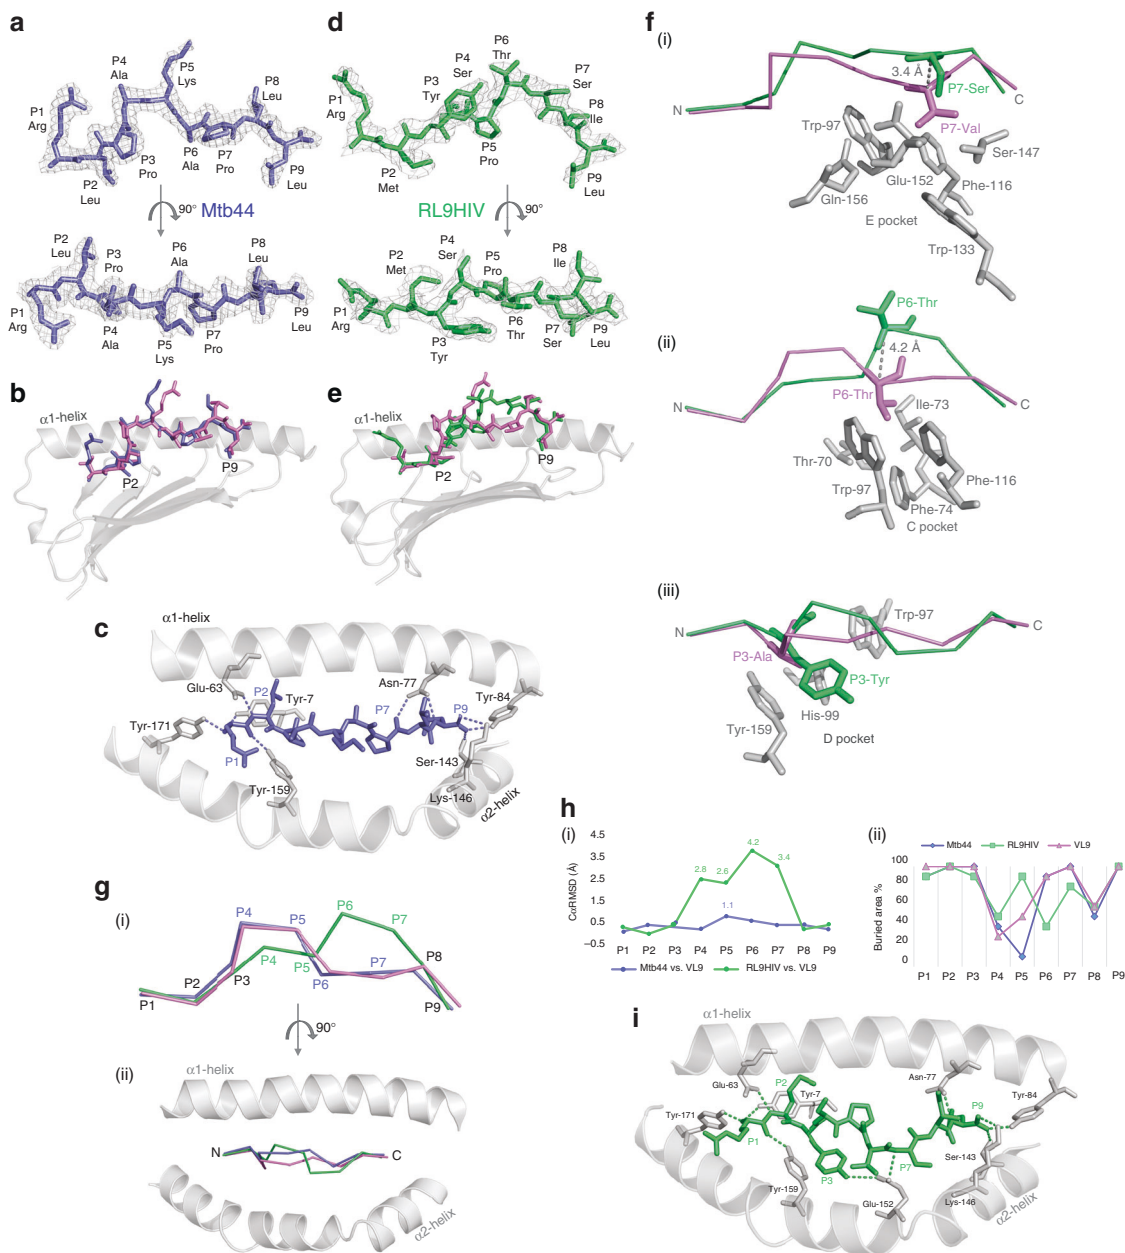 a
P1
Arg
P2
Leu
P3
Pro
P4
Ala
P5
Lys
P6
Ala
P7
Pro
P8
Leu
P9
Leu
90°
Mtb44
P1
Arg
P2
Leu
P3
Pro
P4
Ala
P5
Lys
P6
Ala
P7
Pro
P8
Leu
P9
Leu
d
P1
Arg
P2
Met
P3
Tyr
P4
Ser
P5
Pro
P6
Thr
P7
Ser
P8
Ile
P9
Leu
RL9HIV
90°
P1
Arg
P2
Met
P3
Tyr
P4
Ser
P5
Pro
P6
Thr
P7
Ser
P8
Ile
P9
Leu
b
α1-helix
P2
P9
e
α1-helix
P2
P9
c
α1-helix
Glu-63
P2
Tyr-7
Asn-77
Tyr-84
P7
P9
Tyr-171
P1
Tyr-159
Ser-143
Lys-146
α2-helix
f
(i)
3.4 Å
P7-Ser
N
C
P7-Val
Trp-97
Ser-147
Glu-152
Phe-116
Gln-156
E pocket
Trp-133
(ii)
P6-Thr
4.2 Å
P6-Thr
N
C
Ile-73
Thr-70
Trp-97
Phe-116
Phe-74
C pocket
(iii)
N
Trp-97
C
P3-Ala
P3-Tyr
His-99
Tyr-159
D pocket
g
(i)
P4
P5
P6
P7
P4
P5
P7
P8
P2
P3
P6
P1
P9
90°
(ii)
α1-helix
N
C
α2-helix
h
(i)
CαRMSD (Å)
4.5
3.5
2.5
1.5
0.5
−0.5
2.8
2.6
4.2
3.4
1.1
P1 P2 P3 P4 P5 P6 P7 P8 P9
Mtb44 vs. VL9 RL9HIV vs. VL9
(ii)
Mtb44 RL9HIV VL9
Buried area %
100
80
60
40
20
0
P1 P2 P3 P4 P5 P6 P7 P8 P9
i
α1-helix
Glu-63
P2
Tyr-7
Asn-77
Tyr-84
P9
Tyr-171
P1
Ser-143
P7
P3
Tyr-159
Glu-152
Lys-146
α2-helix